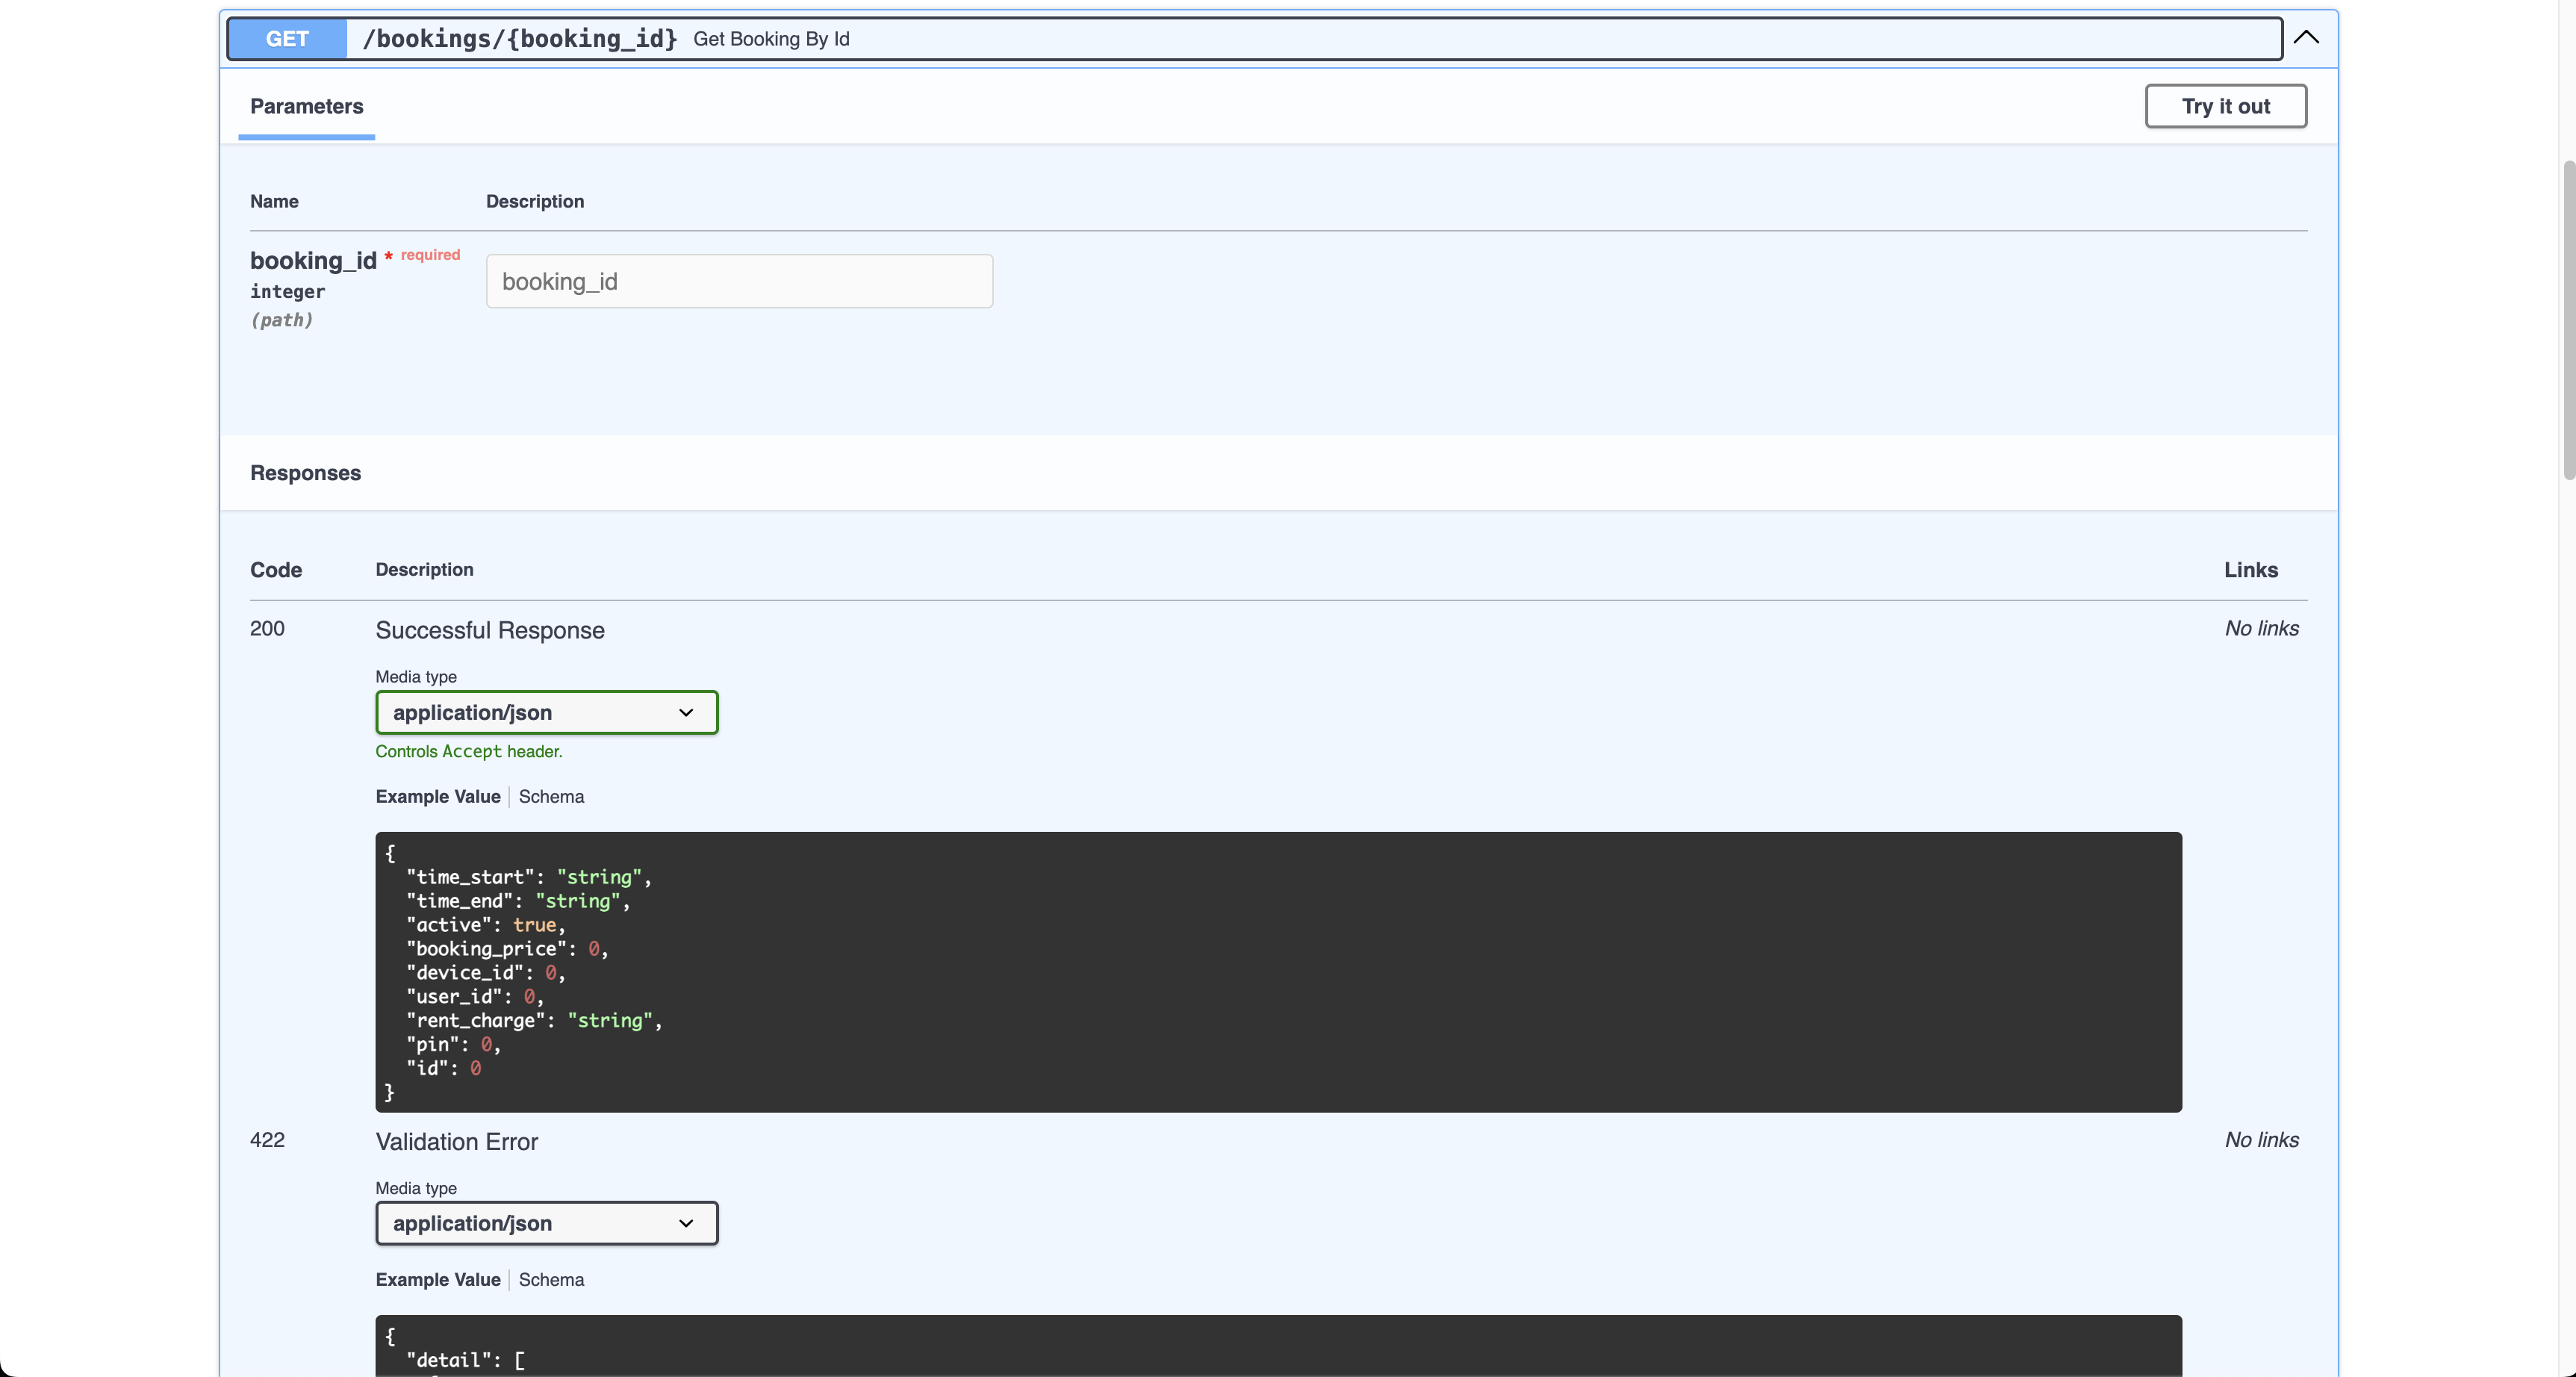 GET /bookings/{booking_id} Get Booking By Id
Parameters
Try it out
Name Description
booking_id * required
integer
(path)
booking_id
Responses
Code Description Links
200 Successful Response No links
Media type
application/json
Controls Accept header.
Example Value Schema
{
  "time_start": "string",
  "time_end": "string",
  "active": true,
  "booking_price": 0,
  "device_id": 0,
  "user_id": 0,
  "rent_charge": "string",
  "pin": 0,
  "id": 0
}
422 Validation Error No links
Media type
application/json
Example Value Schema
{
  "detail": [